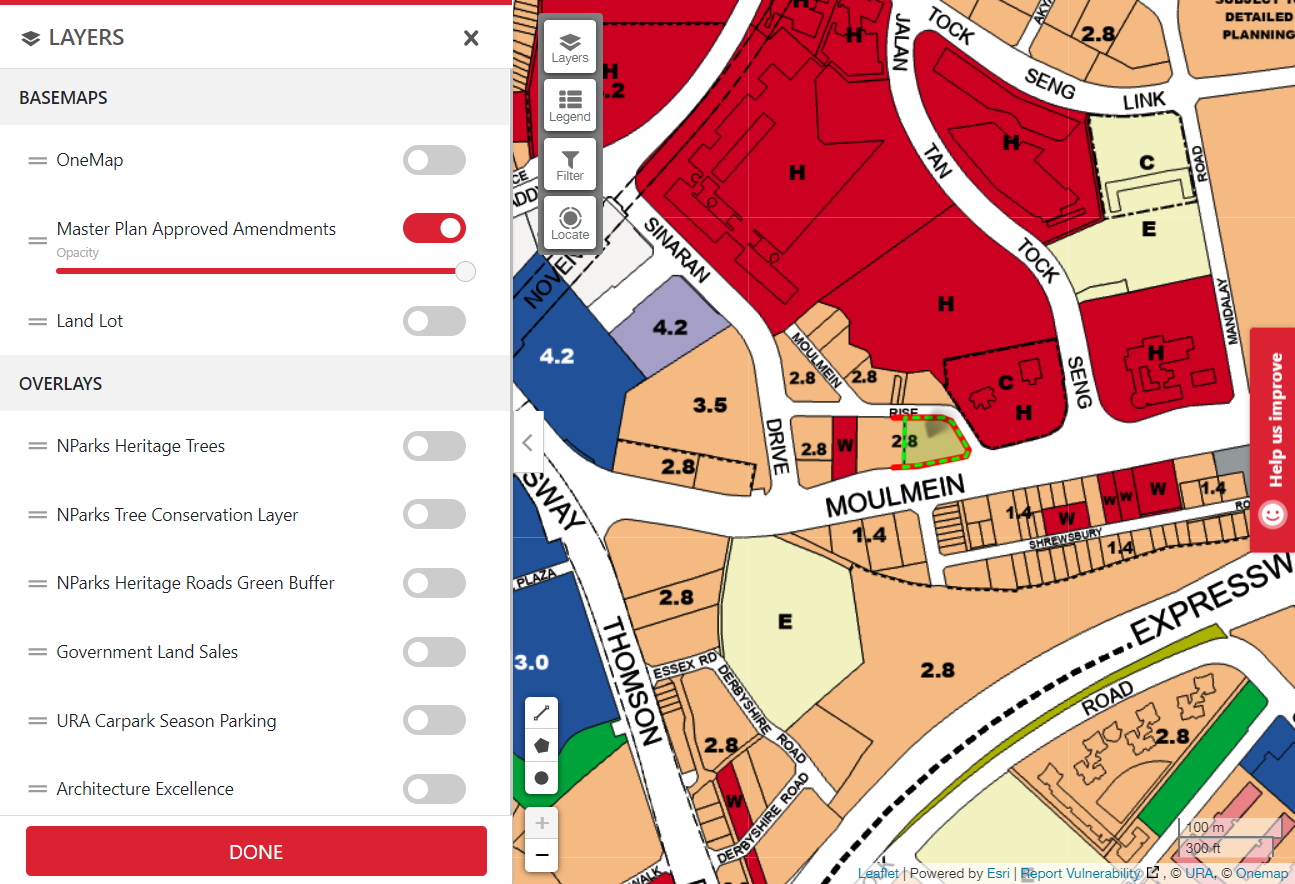 LAYERS
BASEMAPS
OneMap
Master Plan Approved Amendments
Opacity
Land Lot
OVERLAYS
NParks Heritage Trees
NParks Tree Conservation Layer
NParks Heritage Roads Green Buffer
Government Land Sales
URA Carpark Season Parking
Architecture Excellence
DONE
Layers
Legend
Filter
Locate
DETAILED
PLANNING
JALAN
TAN
TOCK
SENG
TOCK
SENG
LINK
2.8
H
H
H
H
H
C
ROAD
E
MANDALAY
H
H
C
H
SINARAN
DRIVE
4.2
4.2
3.5
2.8
MOULMEIN
RISE
2.8
2.8
2.8
W
2.8
MOULMEIN
1.4
1.4
W
W
W
W
1.4
SHREWSBURY
1.4
PLAZA
3.0
THOMSON
2.8
E
2.8
EXPRESSW
ESSEX RD
DERBYSHIRE ROAD
2.8
W
DERBYSHIRE ROAD
WALK
ROAD
2.8
Help us improve
100 m
300 ft
Leaflet | Powered by Esri | Report Vulnerability , © URA, © Onemap